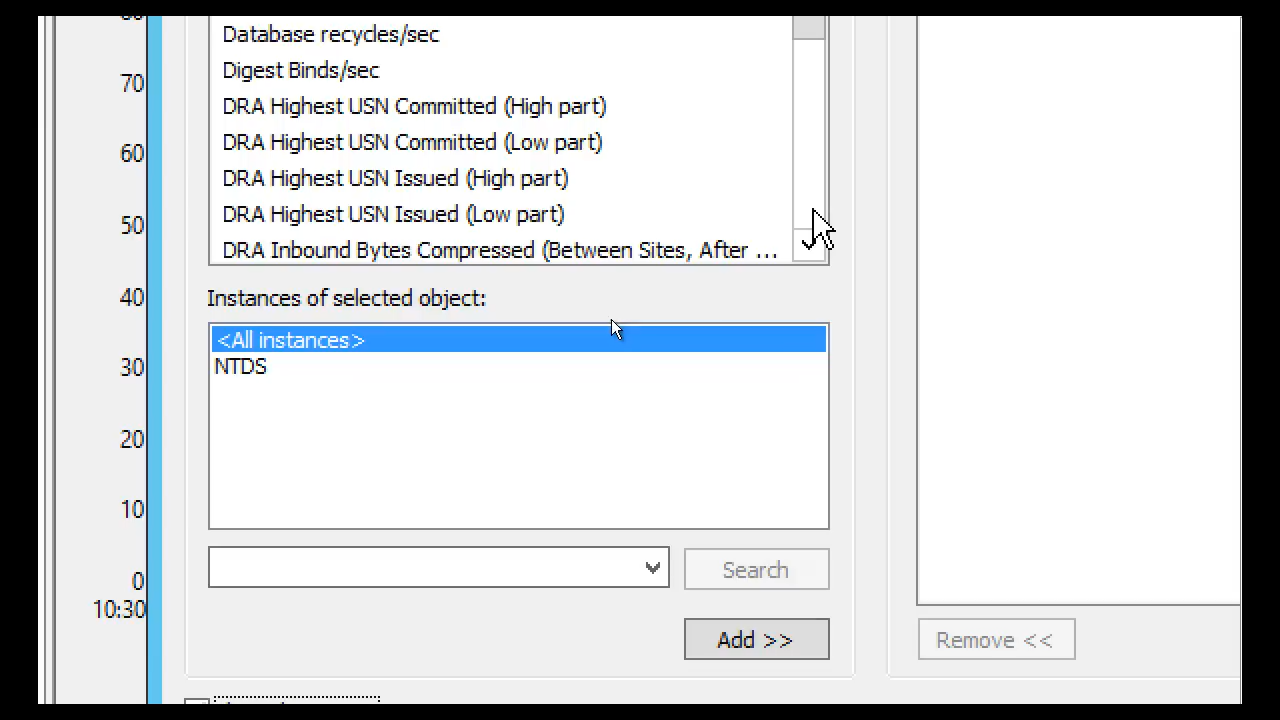 Database recycles/sec
70
Digest Binds/sec
DRA Highest USN Committed (High part)
60
DRA Highest USN Committed (Low part)
DRA Highest USN Issued (High part)
50
DRA Highest USN Issued (Low part)
DRA Inbound Bytes Compressed (Between Sites, After ...
40
Instances of selected object:
<All instances>
30
NTDS
20
10
0
Search
10:30
Add >>
Remove <<